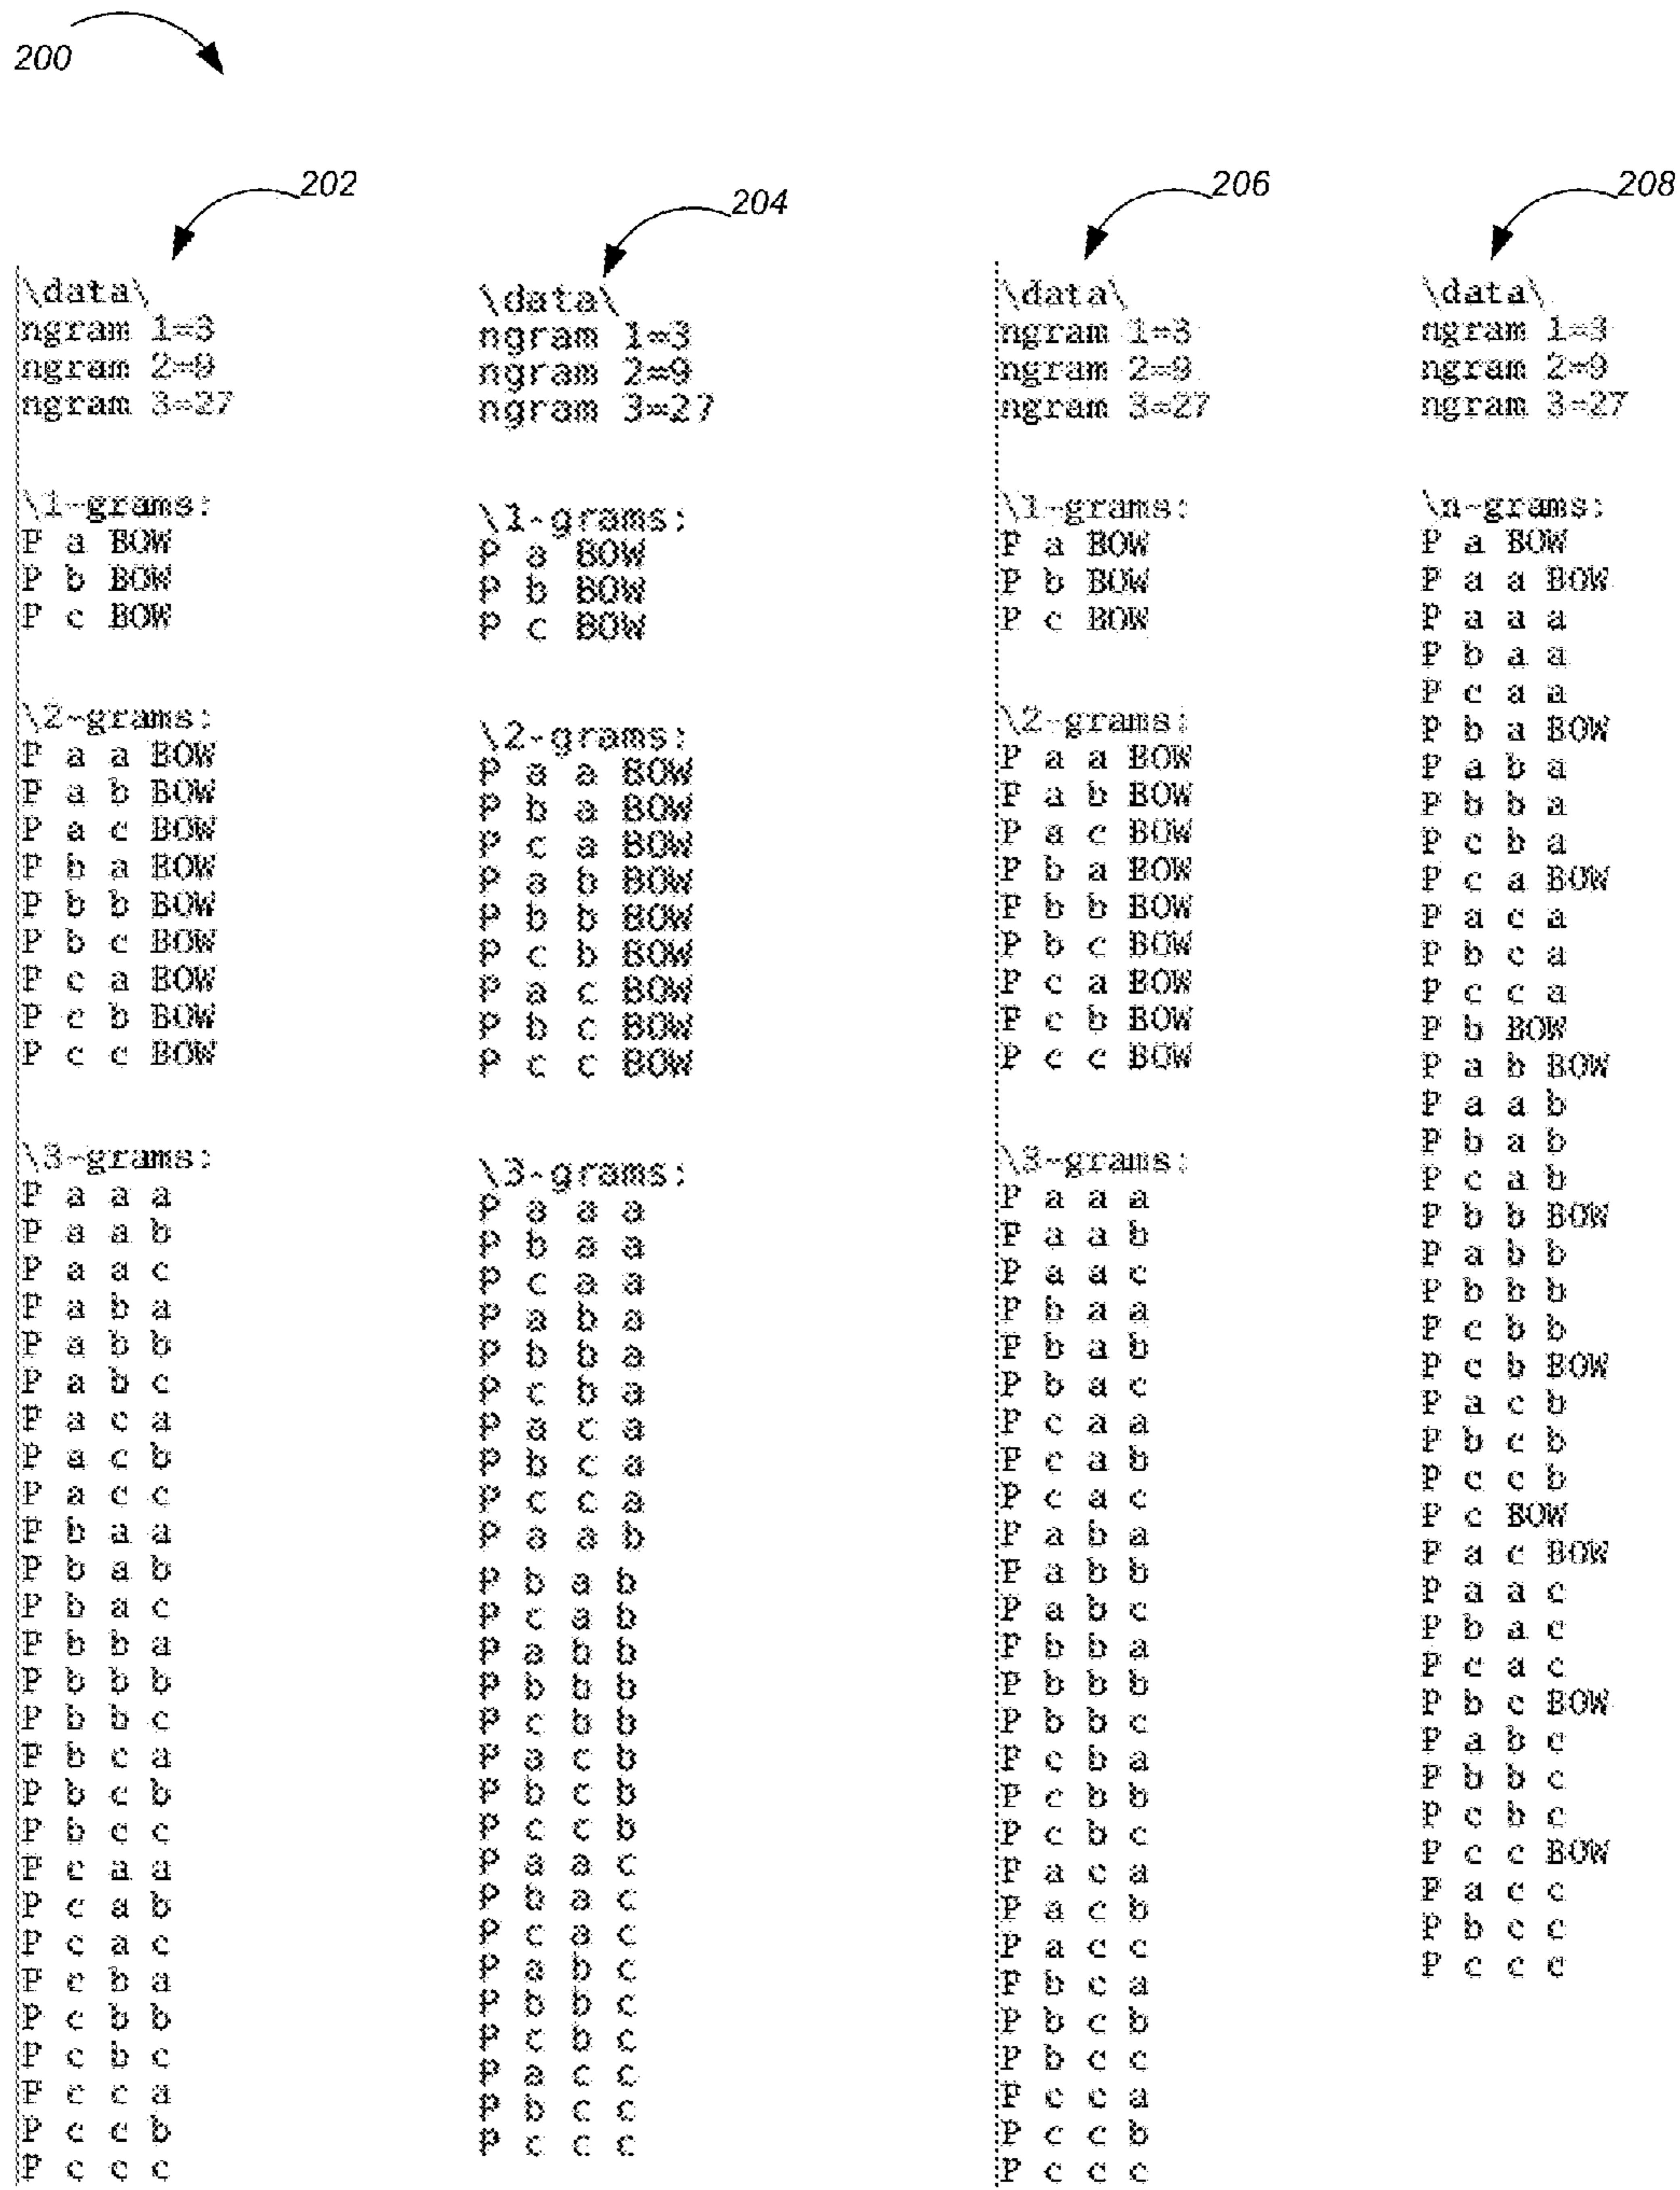 200
202
\data\
ngram 1=3
ngram 2=9
ngram 3=27
\1-grams:
P a BOW
P b BOW
P c BOW
\2-grams:
P a a BOW
P a b BOW
P a c BOW
P b a BOW
P b b BOW
P b c BOW
P c a BOW
P c b BOW
P c c BOW
\3-grams:
P a a a
P a a b
P a a c
P a b a
P a b b
P a b c
P a c a
P a c b
P a c c
P b a a
P b a b
P b a c
P b b a
P b b b
P b b c
P b c a
P b c b
P b c c
P c a a
P c a b
P c a c
P c b a
P c b b
P c b c
P c c a
P c c b
P c c c
204
\data\
ngram 1=3
ngram 2=9
ngram 3=27
\1-grams:
P a BOW
P b BOW
P c BOW
\2-grams:
P a a BOW
P b a BOW
P c a BOW
P a b BOW
P b b BOW
P c b BOW
P a c BOW
P b c BOW
P c c BOW
\3-grams:
P a a a
P b a a
P c a a
P a b a
P b b a
P c b a
P a c a
P b c a
P c c a
P a a b
P b a b
P c a b
P a b b
P b b b
P c b b
P a c b
P b c b
P c c b
P a a c
P b a c
P c a c
P a b c
P b b c
P c b c
P a c c
P b c c
P c c c
206
\data\
ngram 1=3
ngram 2=9
ngram 3=27
\1-grams:
P a BOW
P b BOW
P c BOW
\2-grams:
P a a BOW
P a b BOW
P a c BOW
P b a BOW
P b b BOW
P b c BOW
P c a BOW
P c b BOW
P c c BOW
\3-grams:
P a a a
P a a b
P a a c
P b a a
P b a b
P b a c
P c a a
P c a b
P c a c
P a b a
P a b b
P a b c
P b b a
P b b b
P b b c
P c b a
P c b b
P c b c
P a c a
P a c b
P a c c
P b c a
P b c b
P b c c
P c c a
P c c b
P c c c
208
\data\
ngram 1=3
ngram 2=9
ngram 3=27
\n-grams:
P a BOW
P a a BOW
P a a a
P b a a
P c a a
P b a BOW
P a b a
P b b a
P c b a
P c a BOW
P a c a
P b c a
P c c a
P b BOW
P a b BOW
P a a b
P b a b
P c a b
P b b BOW
P a b b
P b b b
P c b b
P c b BOW
P a c b
P b c b
P c c b
P c BOW
P a c BOW
P a a c
P b a c
P c a c
P b c BOW
P a b c
P b b c
P c b c
P c c BOW
P a c c
P b c c
P c c c